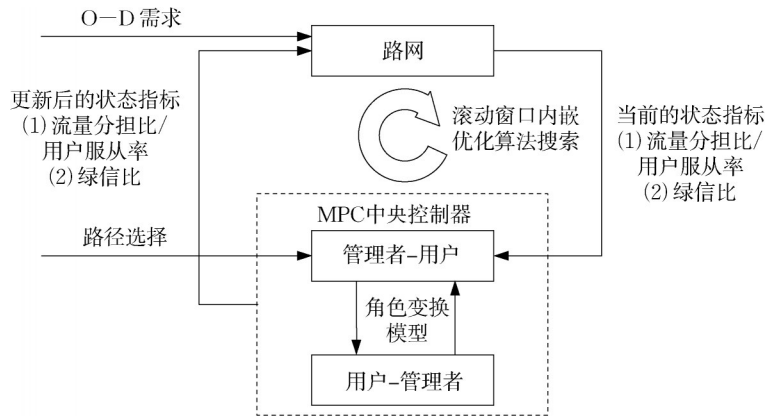 O－D 需求
路网
更新后的状态指标
(1) 流量分担比/
用户服从率
(2) 绿信比
滚动窗口内嵌
优化算法搜索
当前的状态指标
(1) 流量分担比/
用户服从率
(2) 绿信比
MPC中央控制器
路径选择
管理者-用户
角色变换
模型
用户-管理者